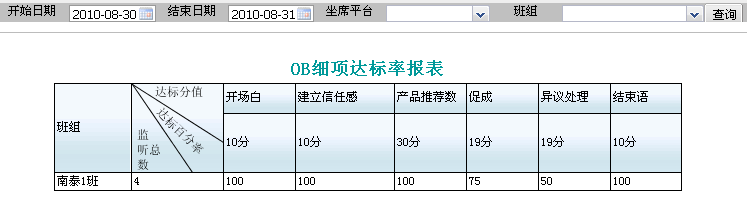 开始日期 2010-08-30 结束日期 2010-08-31 坐席平台 班组 查询
OB细项达标率报表
班组 达标分值 达标百分率 监听总数 开场白 建立信任感 产品推荐数 促成 异议处理 结束语
10分 10分 30分 19分 19分 10分
南泰1班 4 100 100 100 75 50 100